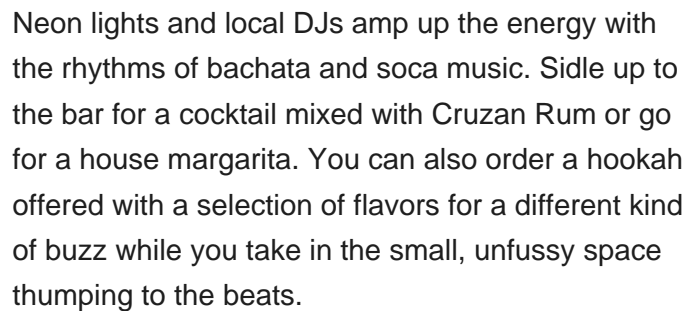 Neon lights and local DJs amp up the energy with
the rhythms of bachata and soca music. Sidle up to
the bar for a cocktail mixed with Cruzan Rum or go
for a house margarita. You can also order a hookah
offered with a selection of flavors for a different kind
of buzz while you take in the small, unfussy space
thumping to the beats.